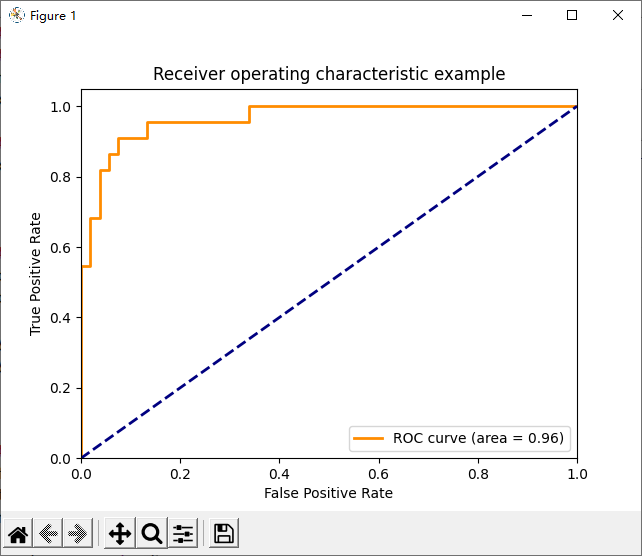 Figure 1
Receiver operating characteristic example
1.0
0.8
0.6
0.4
0.2
0.0
True Positive Rate
ROC curve (area = 0.96)
0.0 0.2 0.4 0.6 0.8 1.0
False Positive Rate